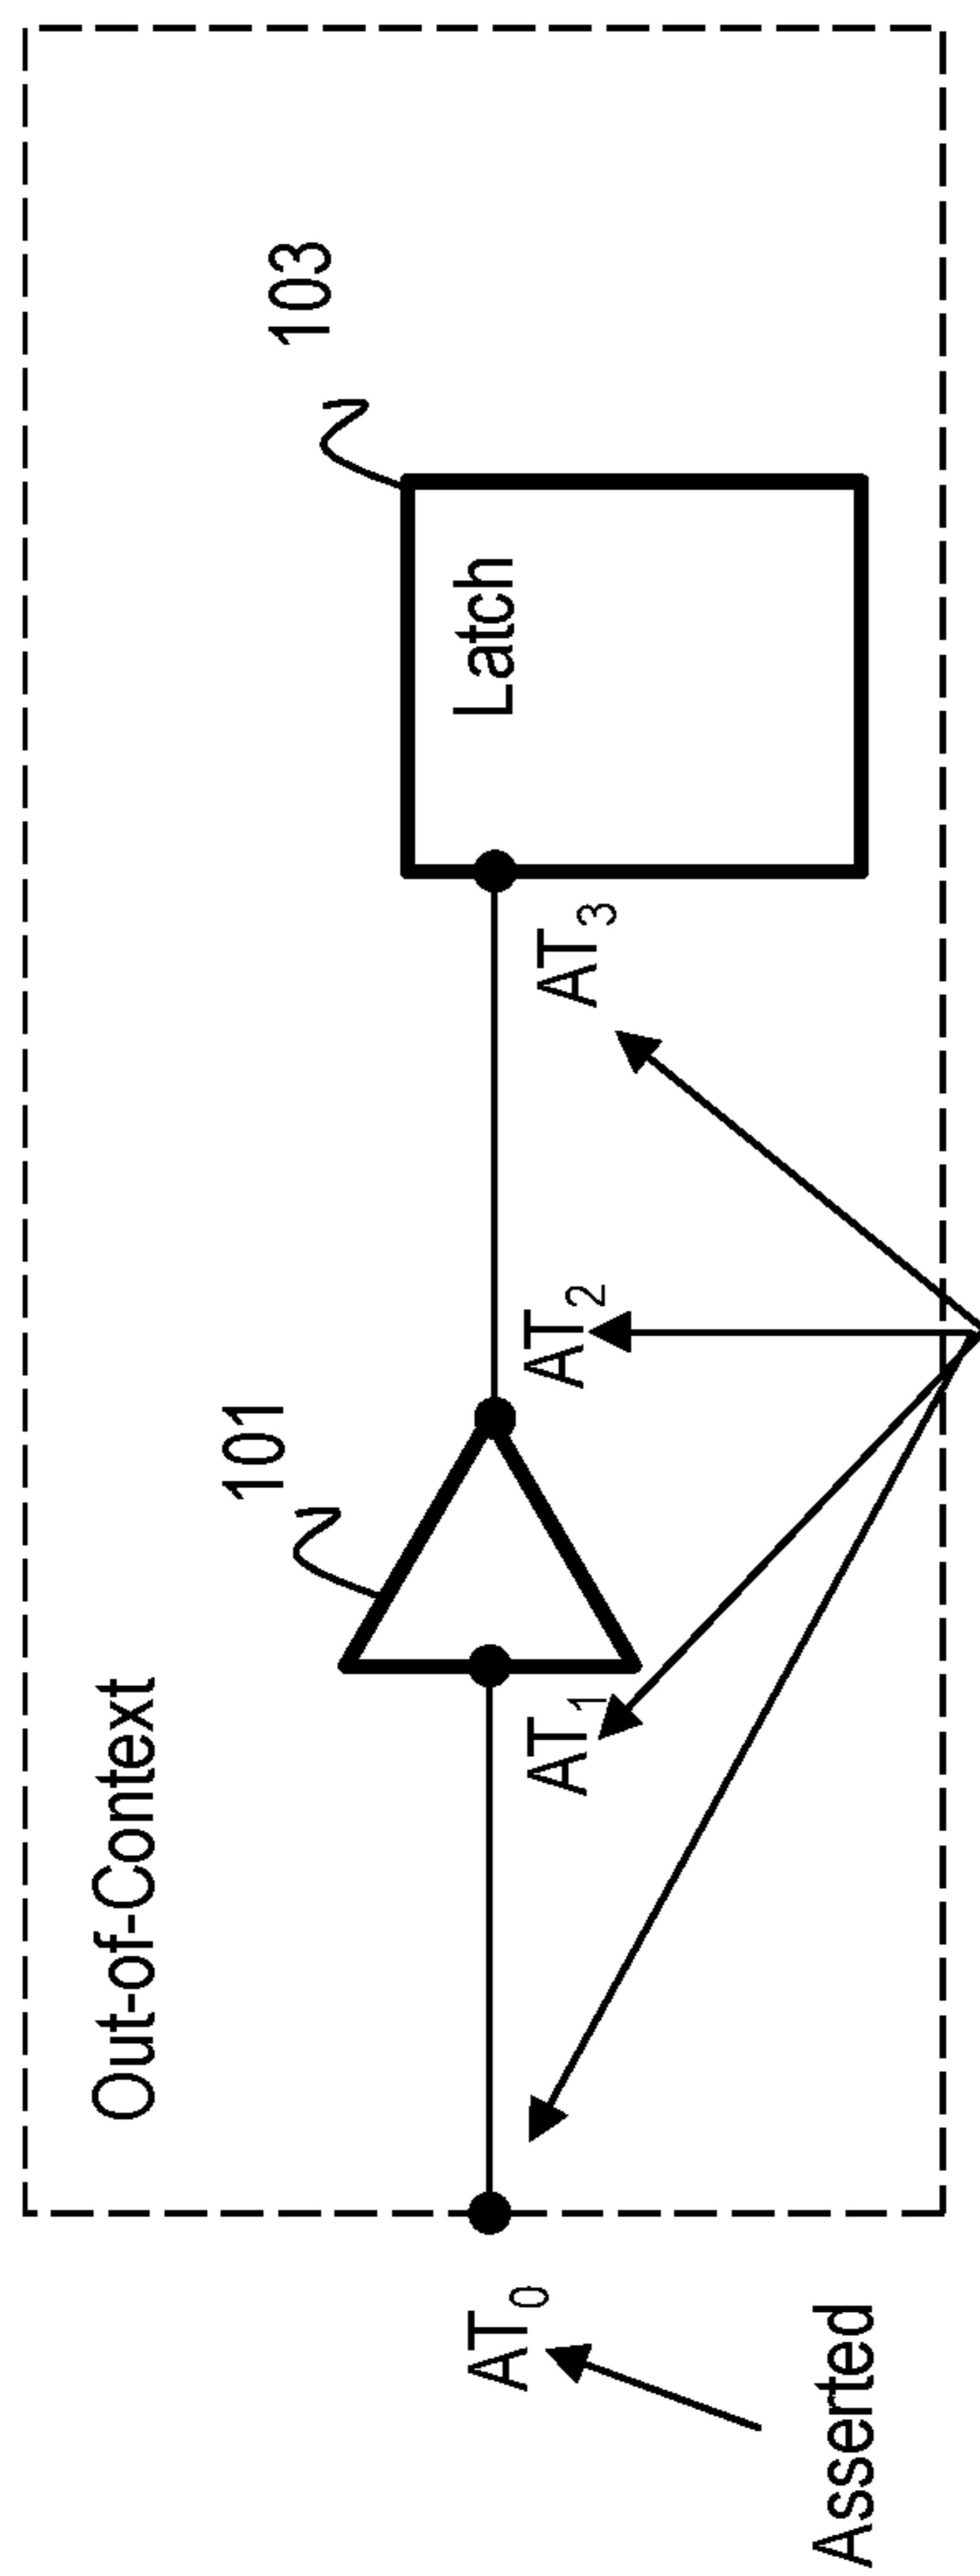 Out-of-Context
101
103
Latch
AT0
AT1
AT2
AT3
Asserted